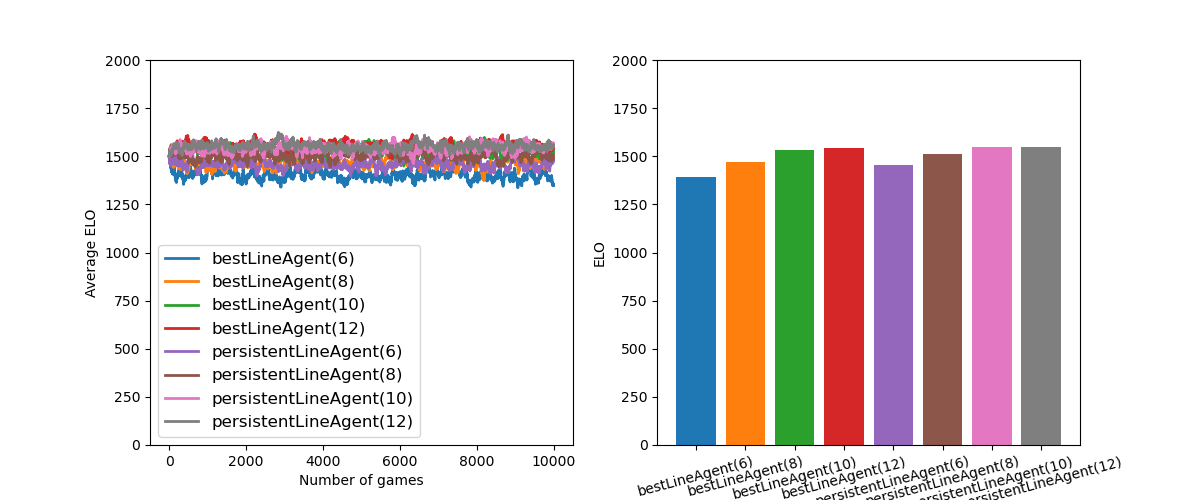 2000
1750
1500
1250
1000
750
500
250
0
Average ELO
bestLineAgent(6)
bestLineAgent(8)
bestLineAgent(10)
bestLineAgent(12)
persistentLineAgent(6)
persistentLineAgent(8)
persistentLineAgent(10)
persistentLineAgent(12)
0 2000 4000 6000 8000 10000
Number of games
2000
1750
1500
1250
1000
750
500
250
0
ELO
bestLineAgent(6)
bestLineAgent(8)
bestLineAgent(10)
bestLineAgent(12)
persistentLineAgent(6)
persistentLineAgent(8)
persistentLineAgent(10)
persistentLineAgent(12)